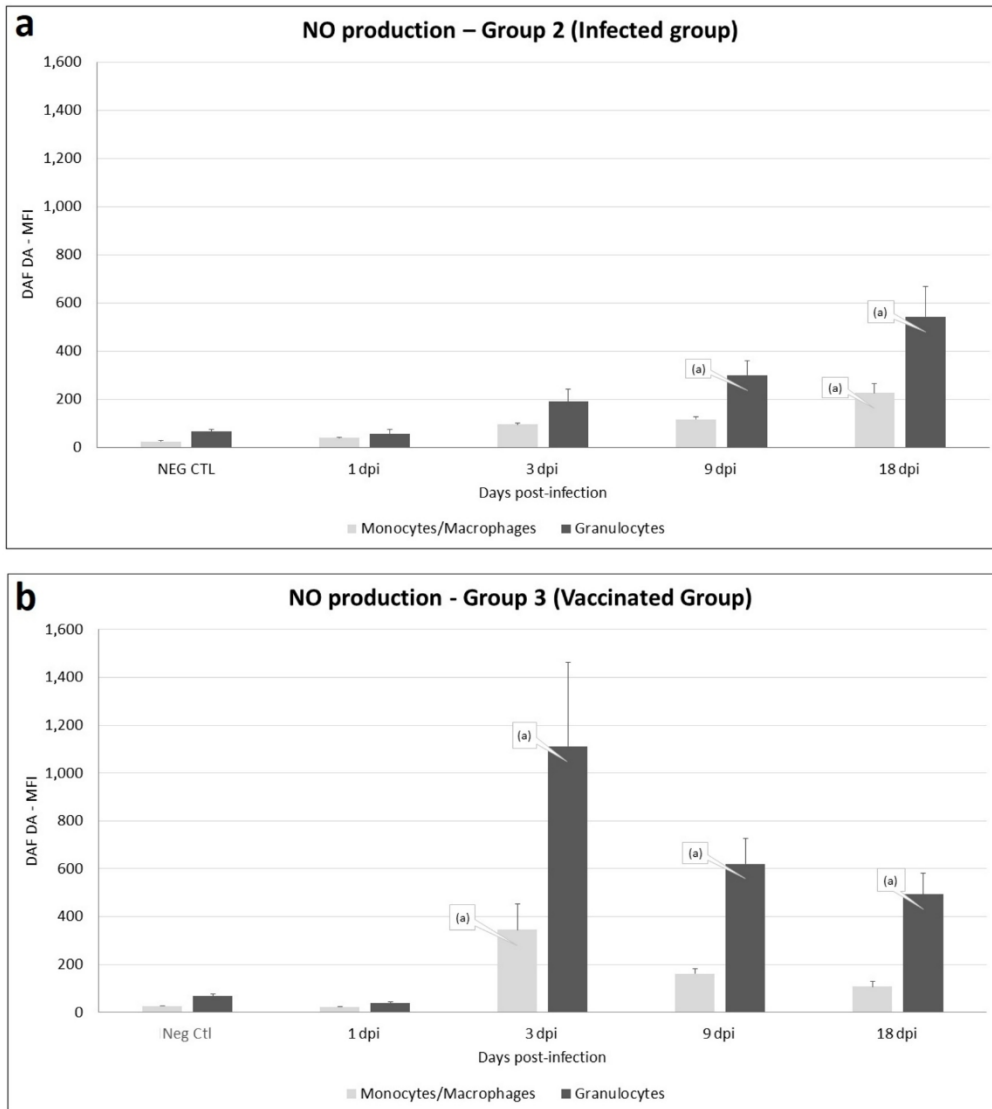 a
NO production – Group 2 (Infected group)
1,600
1,400
1,200
1,000
800
600
400
200
0
DAF DA - MFI
(a)
(a)
(a)
NEG CTL 1 dpi 3 dpi 9 dpi 18 dpi
Days post-infection
Monocytes/Macrophages Granulocytes
b
NO production - Group 3 (Vaccinated Group)
1,600
1,400
1,200
1,000
800
600
400
200
0
DAF DA - MFI
(a)
(a)
(a)
(a)
Neg Ctl 1 dpi 3 dpi 9 dpi 18 dpi
Days post-infection
Monocytes/Macrophages Granulocytes